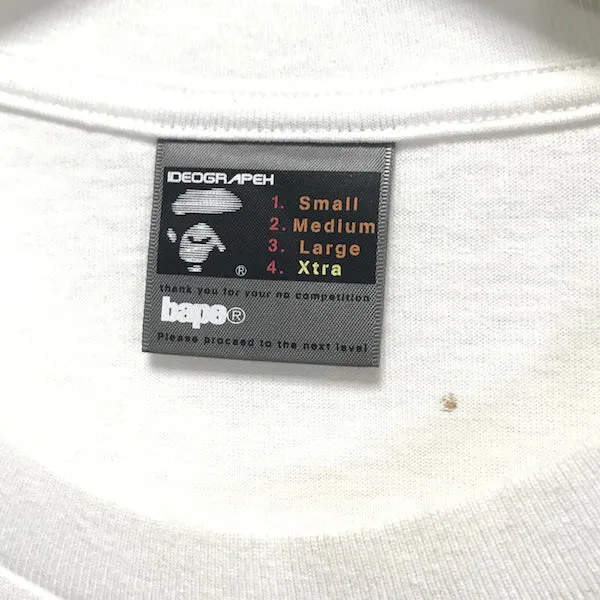 IDEOGRAPEH
1. Small
2. Medium
3. Large
4. Xtra
®
thank you for your no competition
bape®
Please proceed to the next level